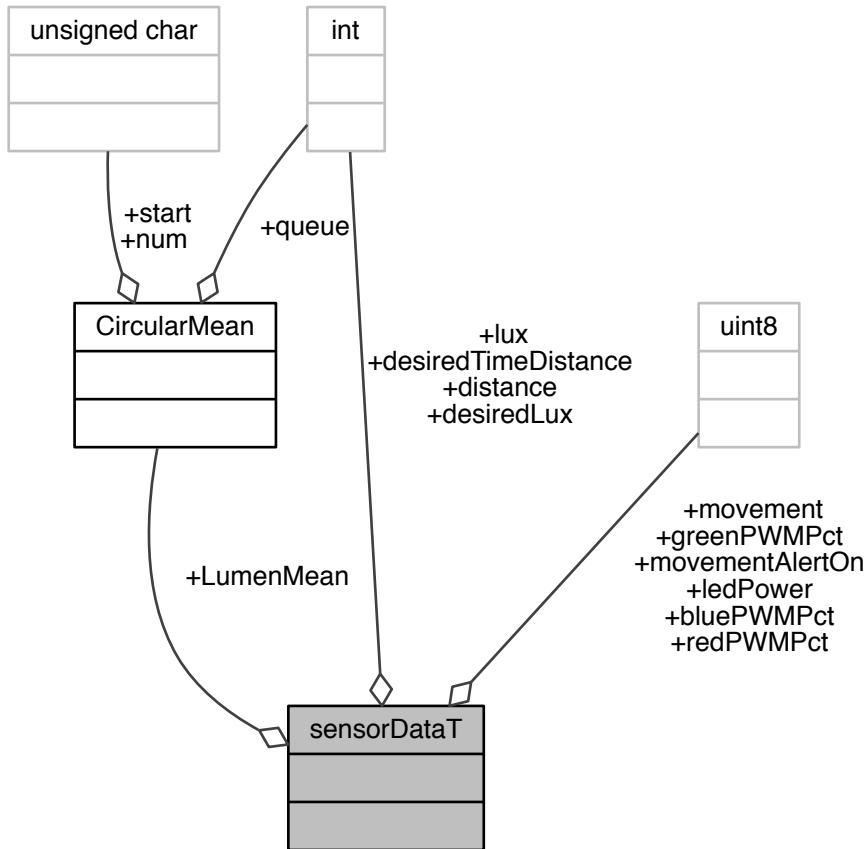 unsigned char
int
+start
+num
+queue
CircularMean
uint8
+lux
+desiredTimeDistance
+distance
+desiredLux
+movement
+greenPWMPct
+movementAlertOn
+ledPower
+bluePWMPct
+redPWMPct
+LumenMean
sensorDataT